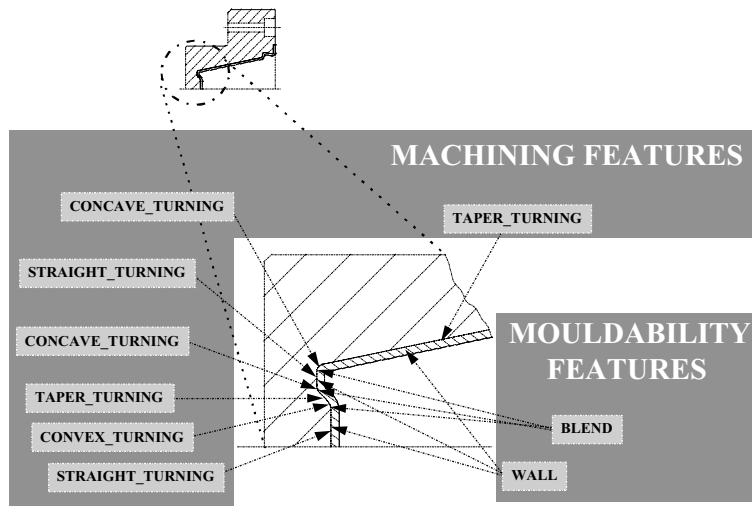 MACHINING FEATURES
CONCAVE_TURNING
TAPER_TURNING
STRAIGHT_TURNING
MOULDABILITY
FEATURES
CONCAVE_TURNING
TAPER_TURNING
CONVEX_TURNING
BLEND
STRAIGHT_TURNING
WALL